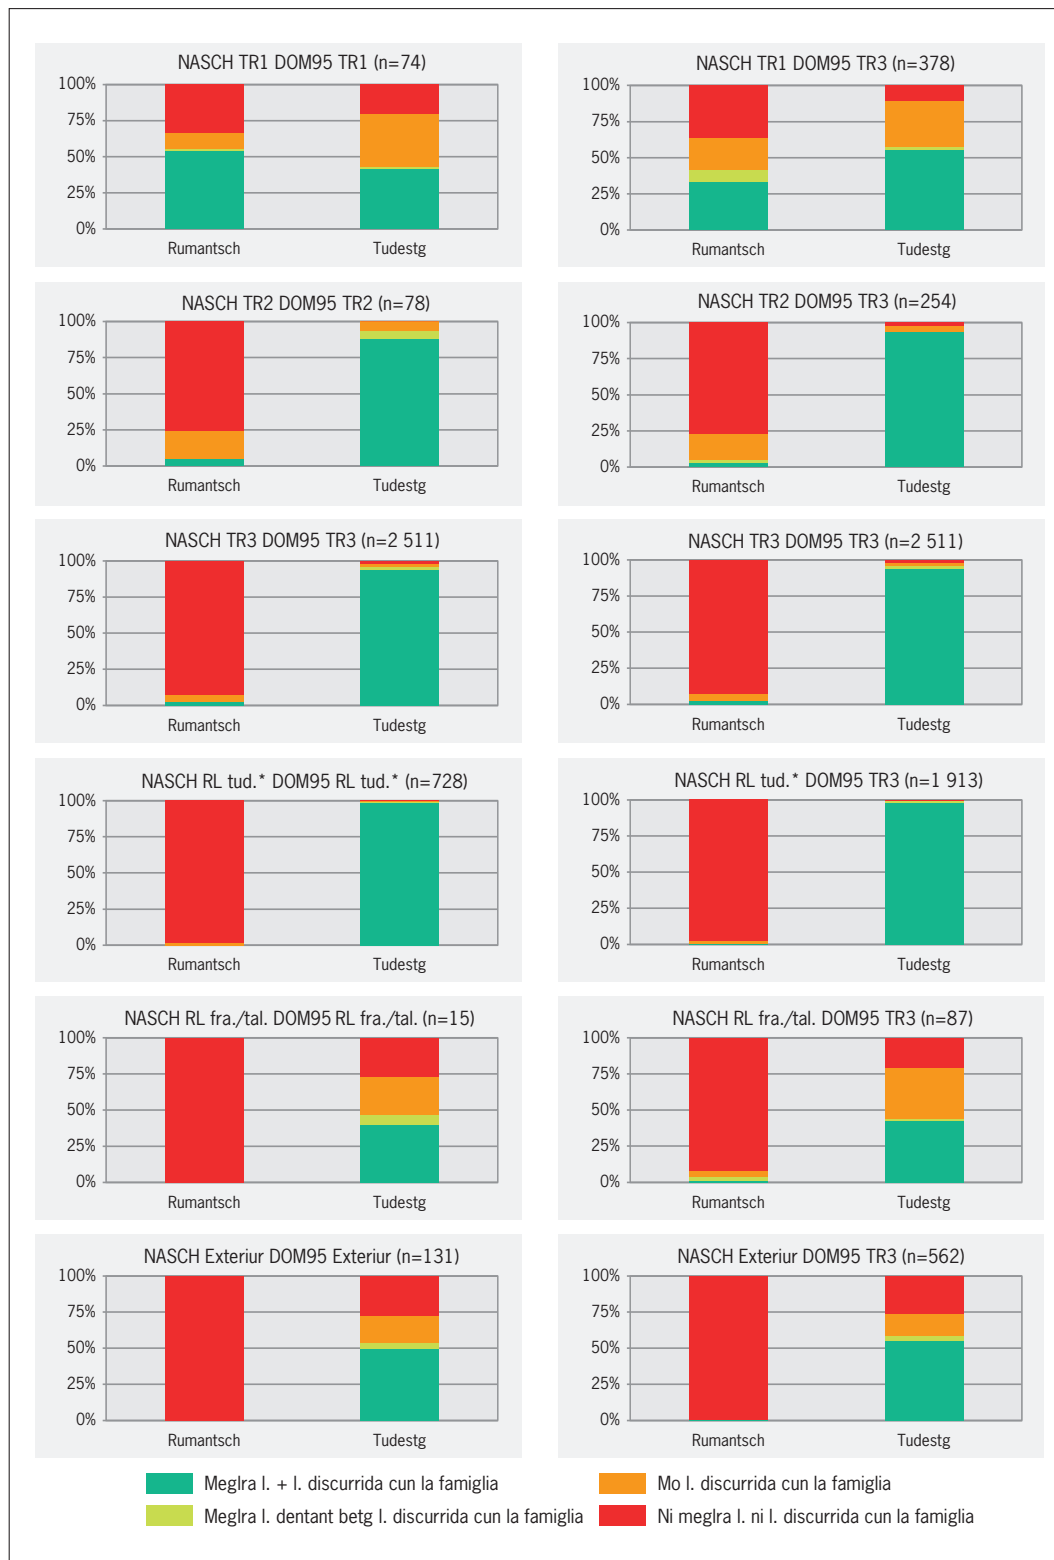 NASCH TR1 DOM95 TR1 (n=74)
100%
75%
50%
25%
0%
Rumantsch Tudestg
NASCH TR1 DOM95 TR3 (n=378)
100%
75%
50%
25%
0%
Rumantsch Tudestg
NASCH TR2 DOM95 TR2 (n=78)
100%
75%
50%
25%
0%
Rumantsch Tudestg
NASCH TR2 DOM95 TR3 (n=254)
100%
75%
50%
25%
0%
Rumantsch Tudestg
NASCH TR3 DOM95 TR3 (n=2 511)
100%
75%
50%
25%
0%
Rumantsch Tudestg
NASCH TR3 DOM95 TR3 (n=2 511)
100%
75%
50%
25%
0%
Rumantsch Tudestg
NASCH RL tud.* DOM95 RL tud.* (n=728)
100%
75%
50%
25%
0%
Rumantsch Tudestg
NASCH RL tud.* DOM95 TR3 (n=1 913)
100%
75%
50%
25%
0%
Rumantsch Tudestg
NASCH RL fra./tal. DOM95 RL fra./tal. (n=15)
100%
75%
50%
25%
0%
Rumantsch Tudestg
NASCH RL fra./tal. DOM95 TR3 (n=87)
100%
75%
50%
25%
0%
Rumantsch Tudestg
NASCH Exteriur DOM95 Exteriur (n=131)
100%
75%
50%
25%
0%
Rumantsch Tudestg
NASCH Exteriur DOM95 TR3 (n=562)
100%
75%
50%
25%
0%
Rumantsch Tudestg
Meglra l. + l. discurrida cun la famiglia
Mo l. discurrida cun la famiglia
Meglra l. dentant betg l. discurrida cun la famiglia
Ni meglra l. ni l. discurrida cun la famiglia